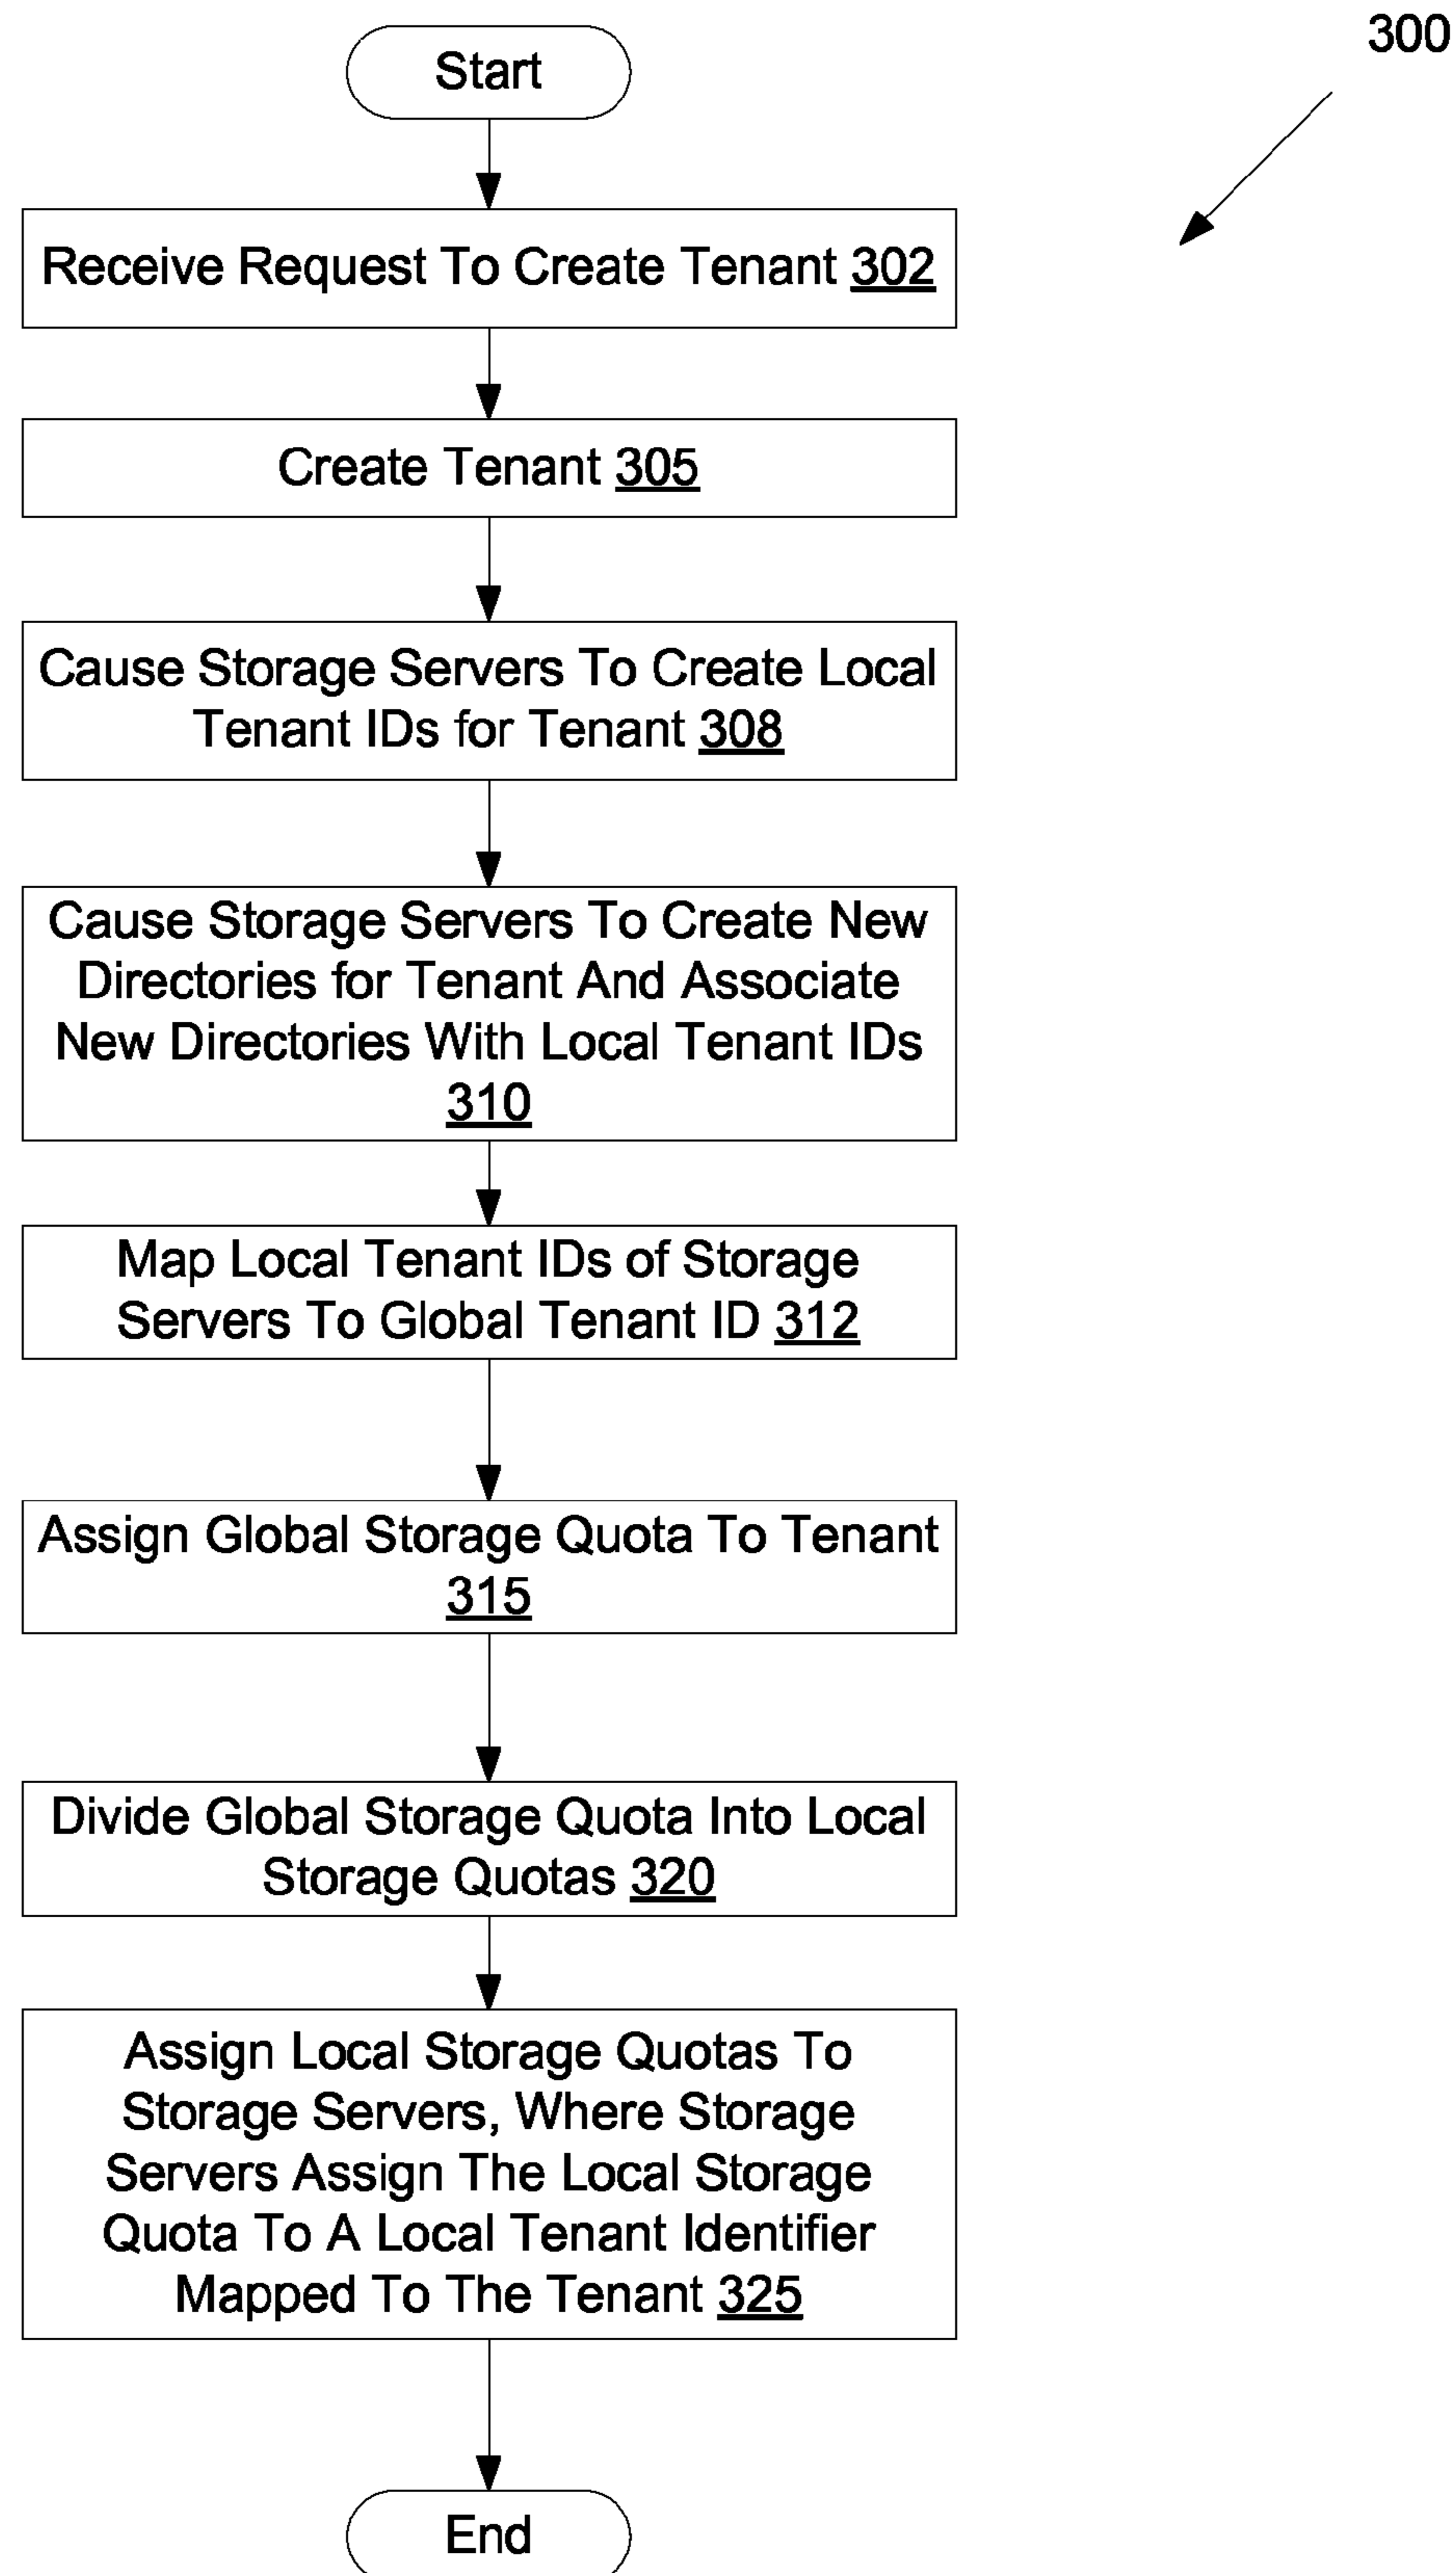 300
Start
Receive Request To Create Tenant 302
Create Tenant 305
Cause Storage Servers To Create Local
Tenant IDs for Tenant 308
Cause Storage Servers To Create New
Directories for Tenant And Associate
New Directories With Local Tenant IDs
310
Map Local Tenant IDs of Storage
Servers To Global Tenant ID 312
Assign Global Storage Quota To Tenant
315
Divide Global Storage Quota Into Local
Storage Quotas 320
Assign Local Storage Quotas To
Storage Servers, Where Storage
Servers Assign The Local Storage
Quota To A Local Tenant Identifier
Mapped To The Tenant 325
End